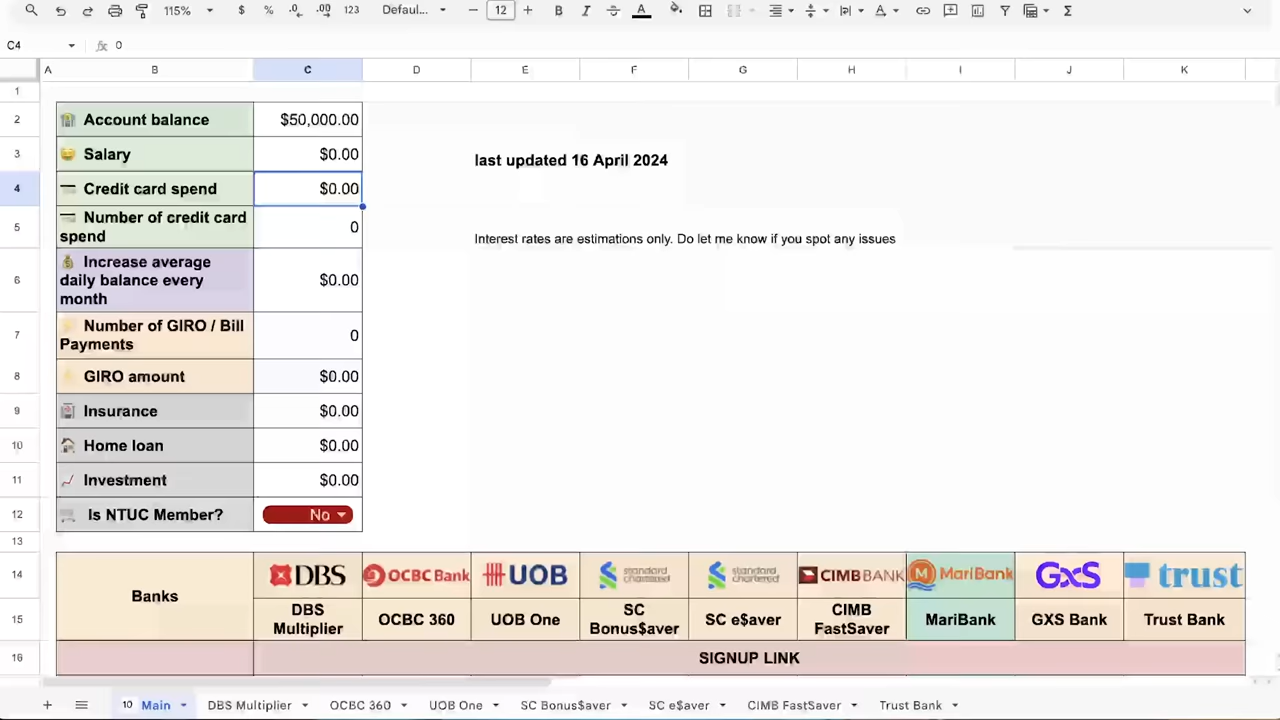 115% $ % .0 .00 123 Defaul... 12 B I A
C4 fx 0
A B C D E F G H I J K
1
2 Account balance $50,000.00
3 Salary $0.00 last updated 16 April 2024
4 Credit card spend $0.00
Number of credit card
5 spend 0 Interest rates are estimations only. Do let me know if you spot any issues
Increase average
6 daily balance every $0.00
month
Number of GIRO / Bill
7 Payments 0
8 GIRO amount $0.00
9 Insurance $0.00
10 Home loan $0.00
11 Investment $0.00
12 Is NTUC Member? No
13
14 DBS OCBC Bank UOB standard chartered standard chartered CIMB BANK MariBank GXS trust
Banks
15 DBS Multiplier OCBC 360 UOB One SC Bonus$aver SC e$aver CIMB FastSaver MariBank GXS Bank Trust Bank
16 SIGNUP LINK
10 Main DBS Multiplier OCBC 360 UOB One SC Bonus$aver SC e$aver CIMB FastSaver Trust Bank